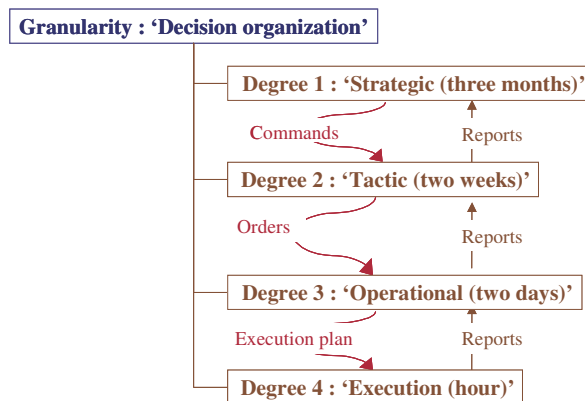 Granularity : ‘Decision organization’
Degree 1 : ‘Strategic (three months)’
Commands
Reports
Degree 2 : ‘Tactic (two weeks)’
Orders
Reports
Degree 3 : ‘Operational (two days)’
Execution plan
Reports
Degree 4 : ‘Execution (hour)’